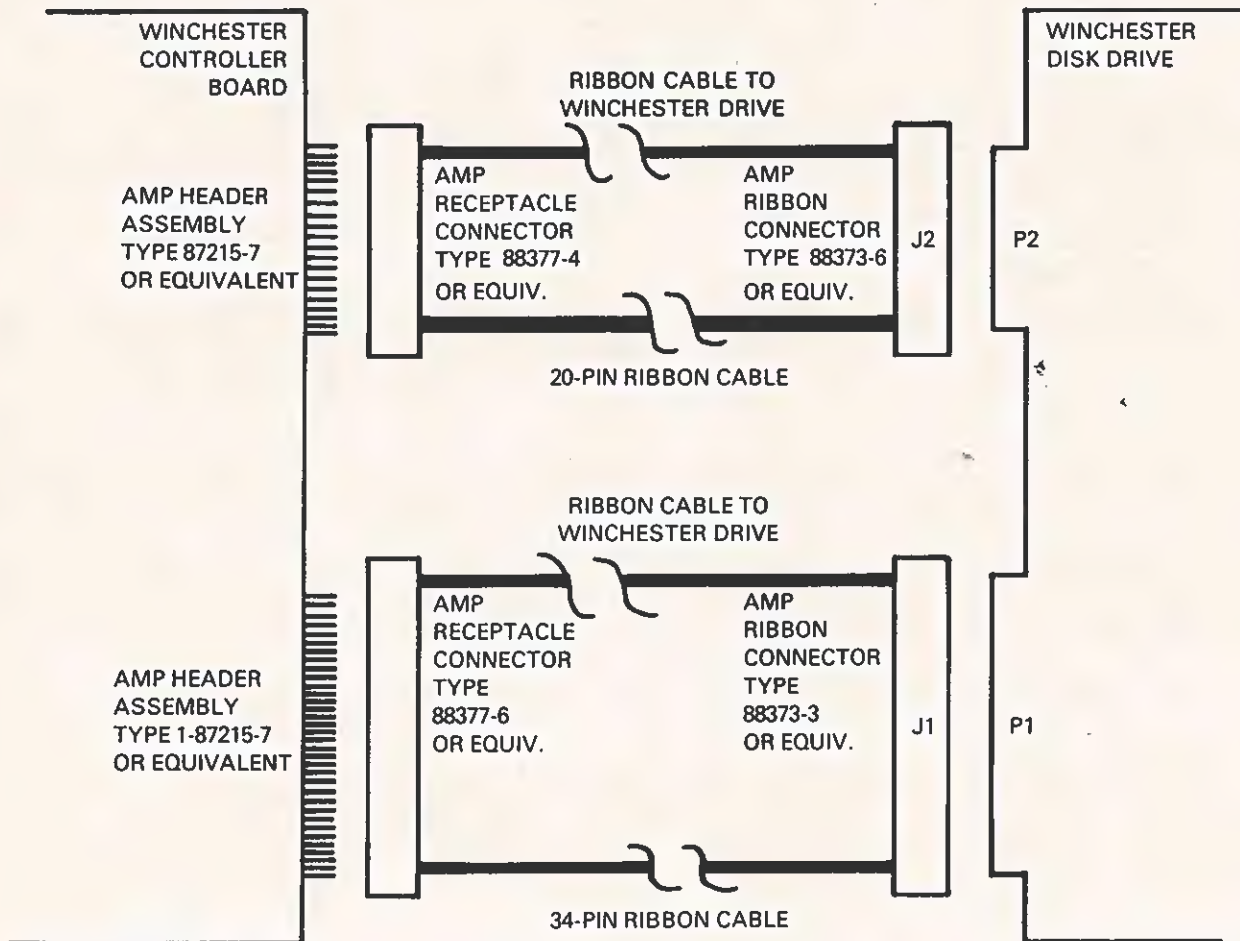 WINCHESTER
CONTROLLER
BOARD
WINCHESTER
DISK DRIVE
RIBBON CABLE TO
WINCHESTER DRIVE
AMP HEADER
ASSEMBLY
TYPE 87215-7
OR EQUIVALENT
AMP
RECEPTACLE
CONNECTOR
TYPE 88377-4
OR EQUIV.
AMP
RIBBON
CONNECTOR
TYPE 88373-6
OR EQUIV.
J2
P2
20-PIN RIBBON CABLE
RIBBON CABLE TO
WINCHESTER DRIVE
AMP HEADER
ASSEMBLY
TYPE 1-87215-7
OR EQUIVALENT
AMP
RECEPTACLE
CONNECTOR
TYPE
88377-6
OR EQUIV.
AMP
RIBBON
CONNECTOR
TYPE
88373-3
OR EQUIV.
J1
P1
34-PIN RIBBON CABLE